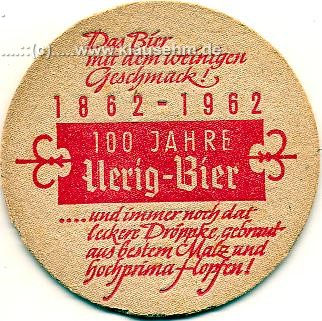 ...::(c)....www.klausehm.de...::...
Das Bier
mit dem weinigen
Geschmack!
1862-1962
100 JAHRE
Uerig-Bier
....und immer noch dat
leckere Dröppke, gebraut
aus bestem Malz und
hochprima Hopfen!